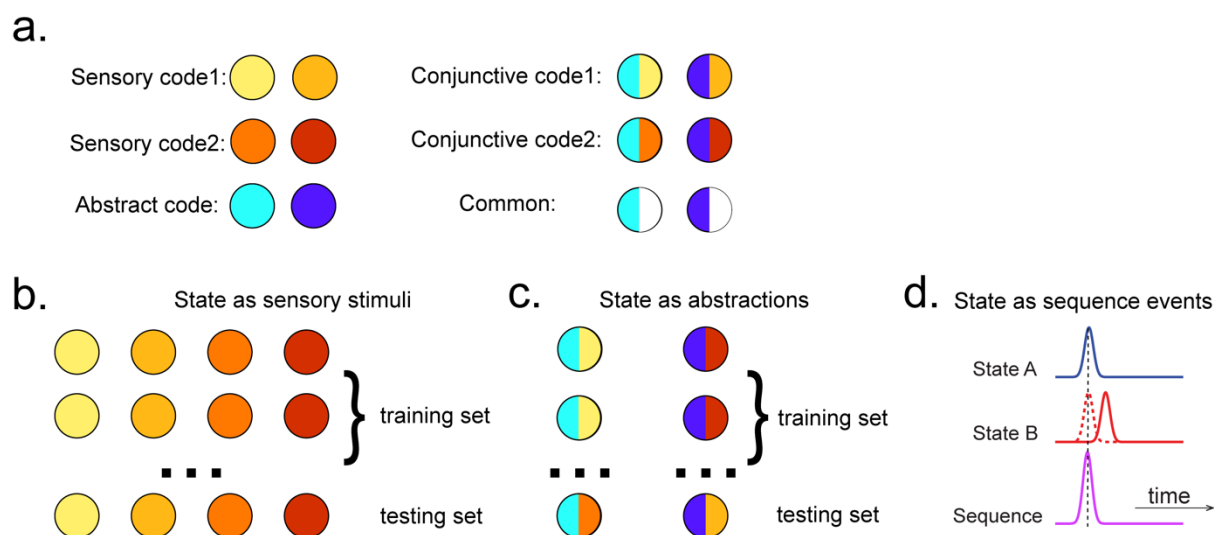 a.
Sensory code1:
Conjunctive code1:
Sensory code2:
Conjunctive code2:
Abstract code:
Common:
b.
State as sensory stimuli
training set
testing set
c.
State as abstractions
training set
testing set
d.
State as sequence events
State A
State B
Sequence
time